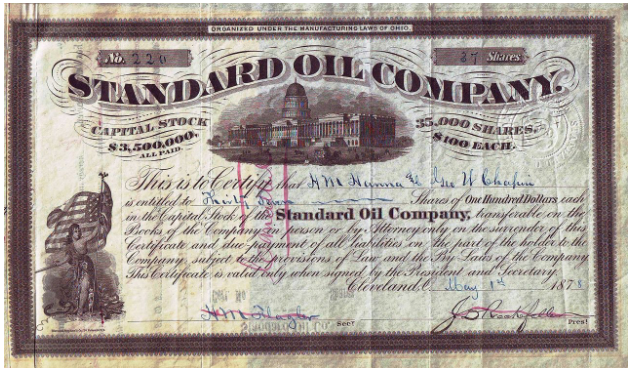 ORGANIZED UNDER THE MANUFACTURING LAWS OF OHIO.
No. 220
37 Shares
STANDARD OIL COMPANY.
CAPITAL STOCK
35,000 SHARES.
$3,500,000.
$100 EACH.
ALL PAID.
This is to Certify that H M Hanna & Geo W Chapin
is entitled to Thirty Seven Shares of One Hundred Dollars each
in the Capital Stock of the Standard Oil Company, transferable on the
Books of the Company in person or by Attorney only on the surrender of this
Certificate and due payment of all liabilities on the part of the holder to the
Company, subject to the provisions of Law and the By-Laws of the Company
This Certificate is valid only when signed by the President and Secretary.
Cleveland, O. May 1st 1878
H M Flagler Secy
J D Rockefeller Prest